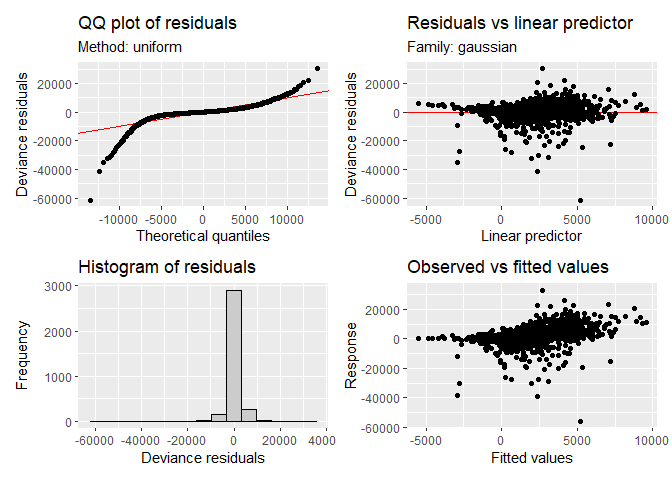 QQ plot of residuals
Method: uniform
Deviance residuals
20000
0
-20000
-40000
-60000
-10000 -5000 0 5000 10000
Theoretical quantiles
Residuals vs linear predictor
Family: gaussian
Deviance residuals
20000
0
-20000
-40000
-60000
-5000 0 5000 10000
Linear predictor
Histogram of residuals
Frequency
3000
2000
1000
0
-60000 -40000 -20000 0 20000 4000
Deviance residuals
Observed vs fitted values
Response
20000
0
-20000
-40000
-60000
-5000 0 5000 10000
Fitted values